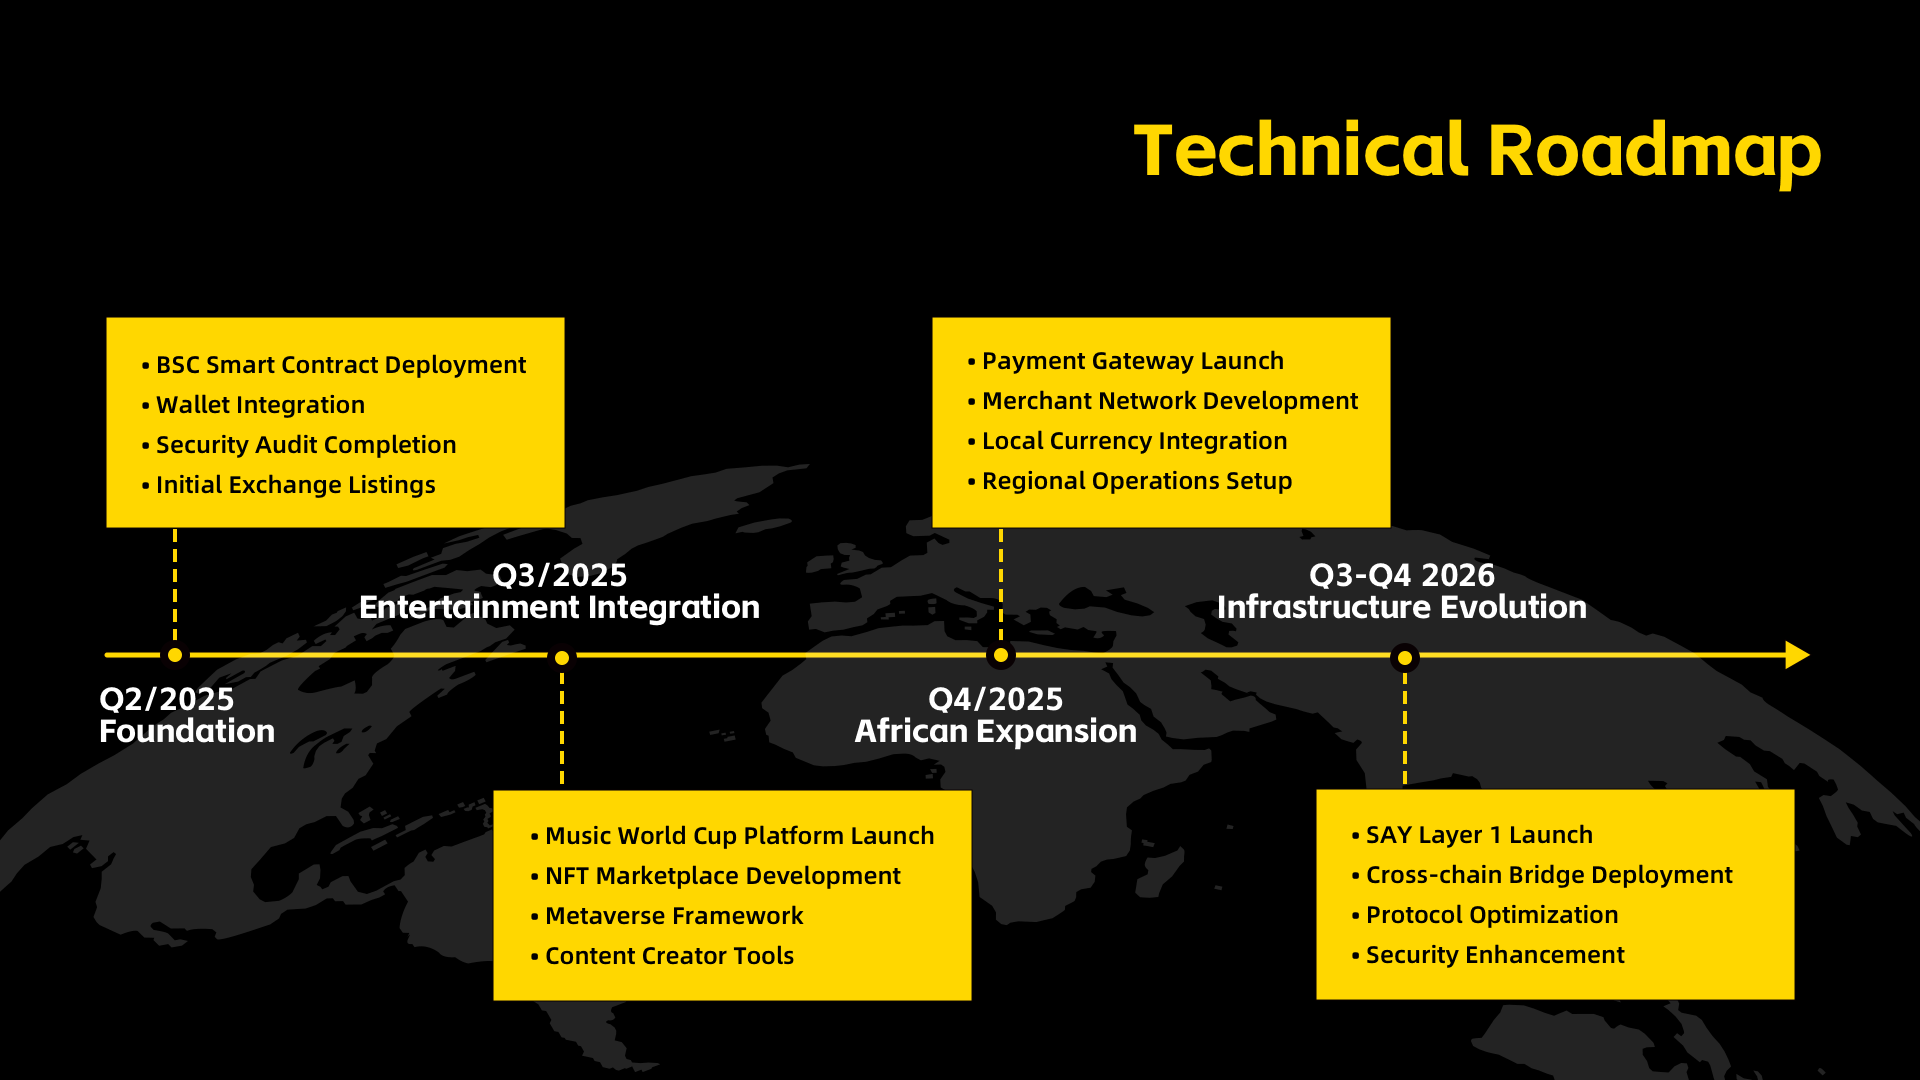 Technical Roadmap
• BSC Smart Contract Deployment
• Wallet Integration
• Security Audit Completion
• Initial Exchange Listings
Q2/2025
Foundation
Q3/2025
Entertainment Integration
• Music World Cup Platform Launch
• NFT Marketplace Development
• Metaverse Framework
• Content Creator Tools
• Payment Gateway Launch
• Merchant Network Development
• Local Currency Integration
• Regional Operations Setup
Q4/2025
African Expansion
Q3-Q4 2026
Infrastructure Evolution
• SAY Layer 1 Launch
• Cross-chain Bridge Deployment
• Protocol Optimization
• Security Enhancement